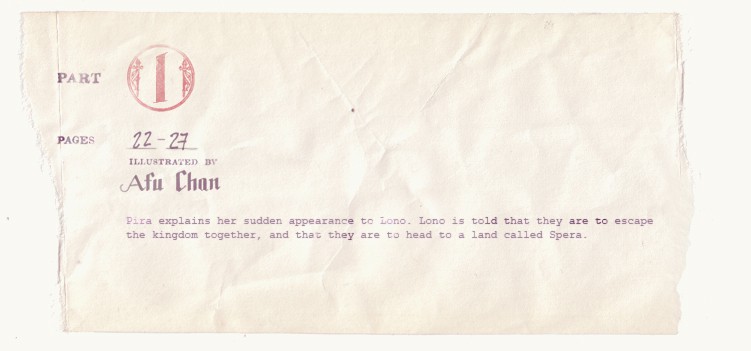 PART 1
PAGES 22-27
ILLUSTRATED BY
Afu Chan
Pira explains her sudden appearance to Lono. Lono is told that they are to escape
the kingdom together, and that they are to head to a land called Spera.